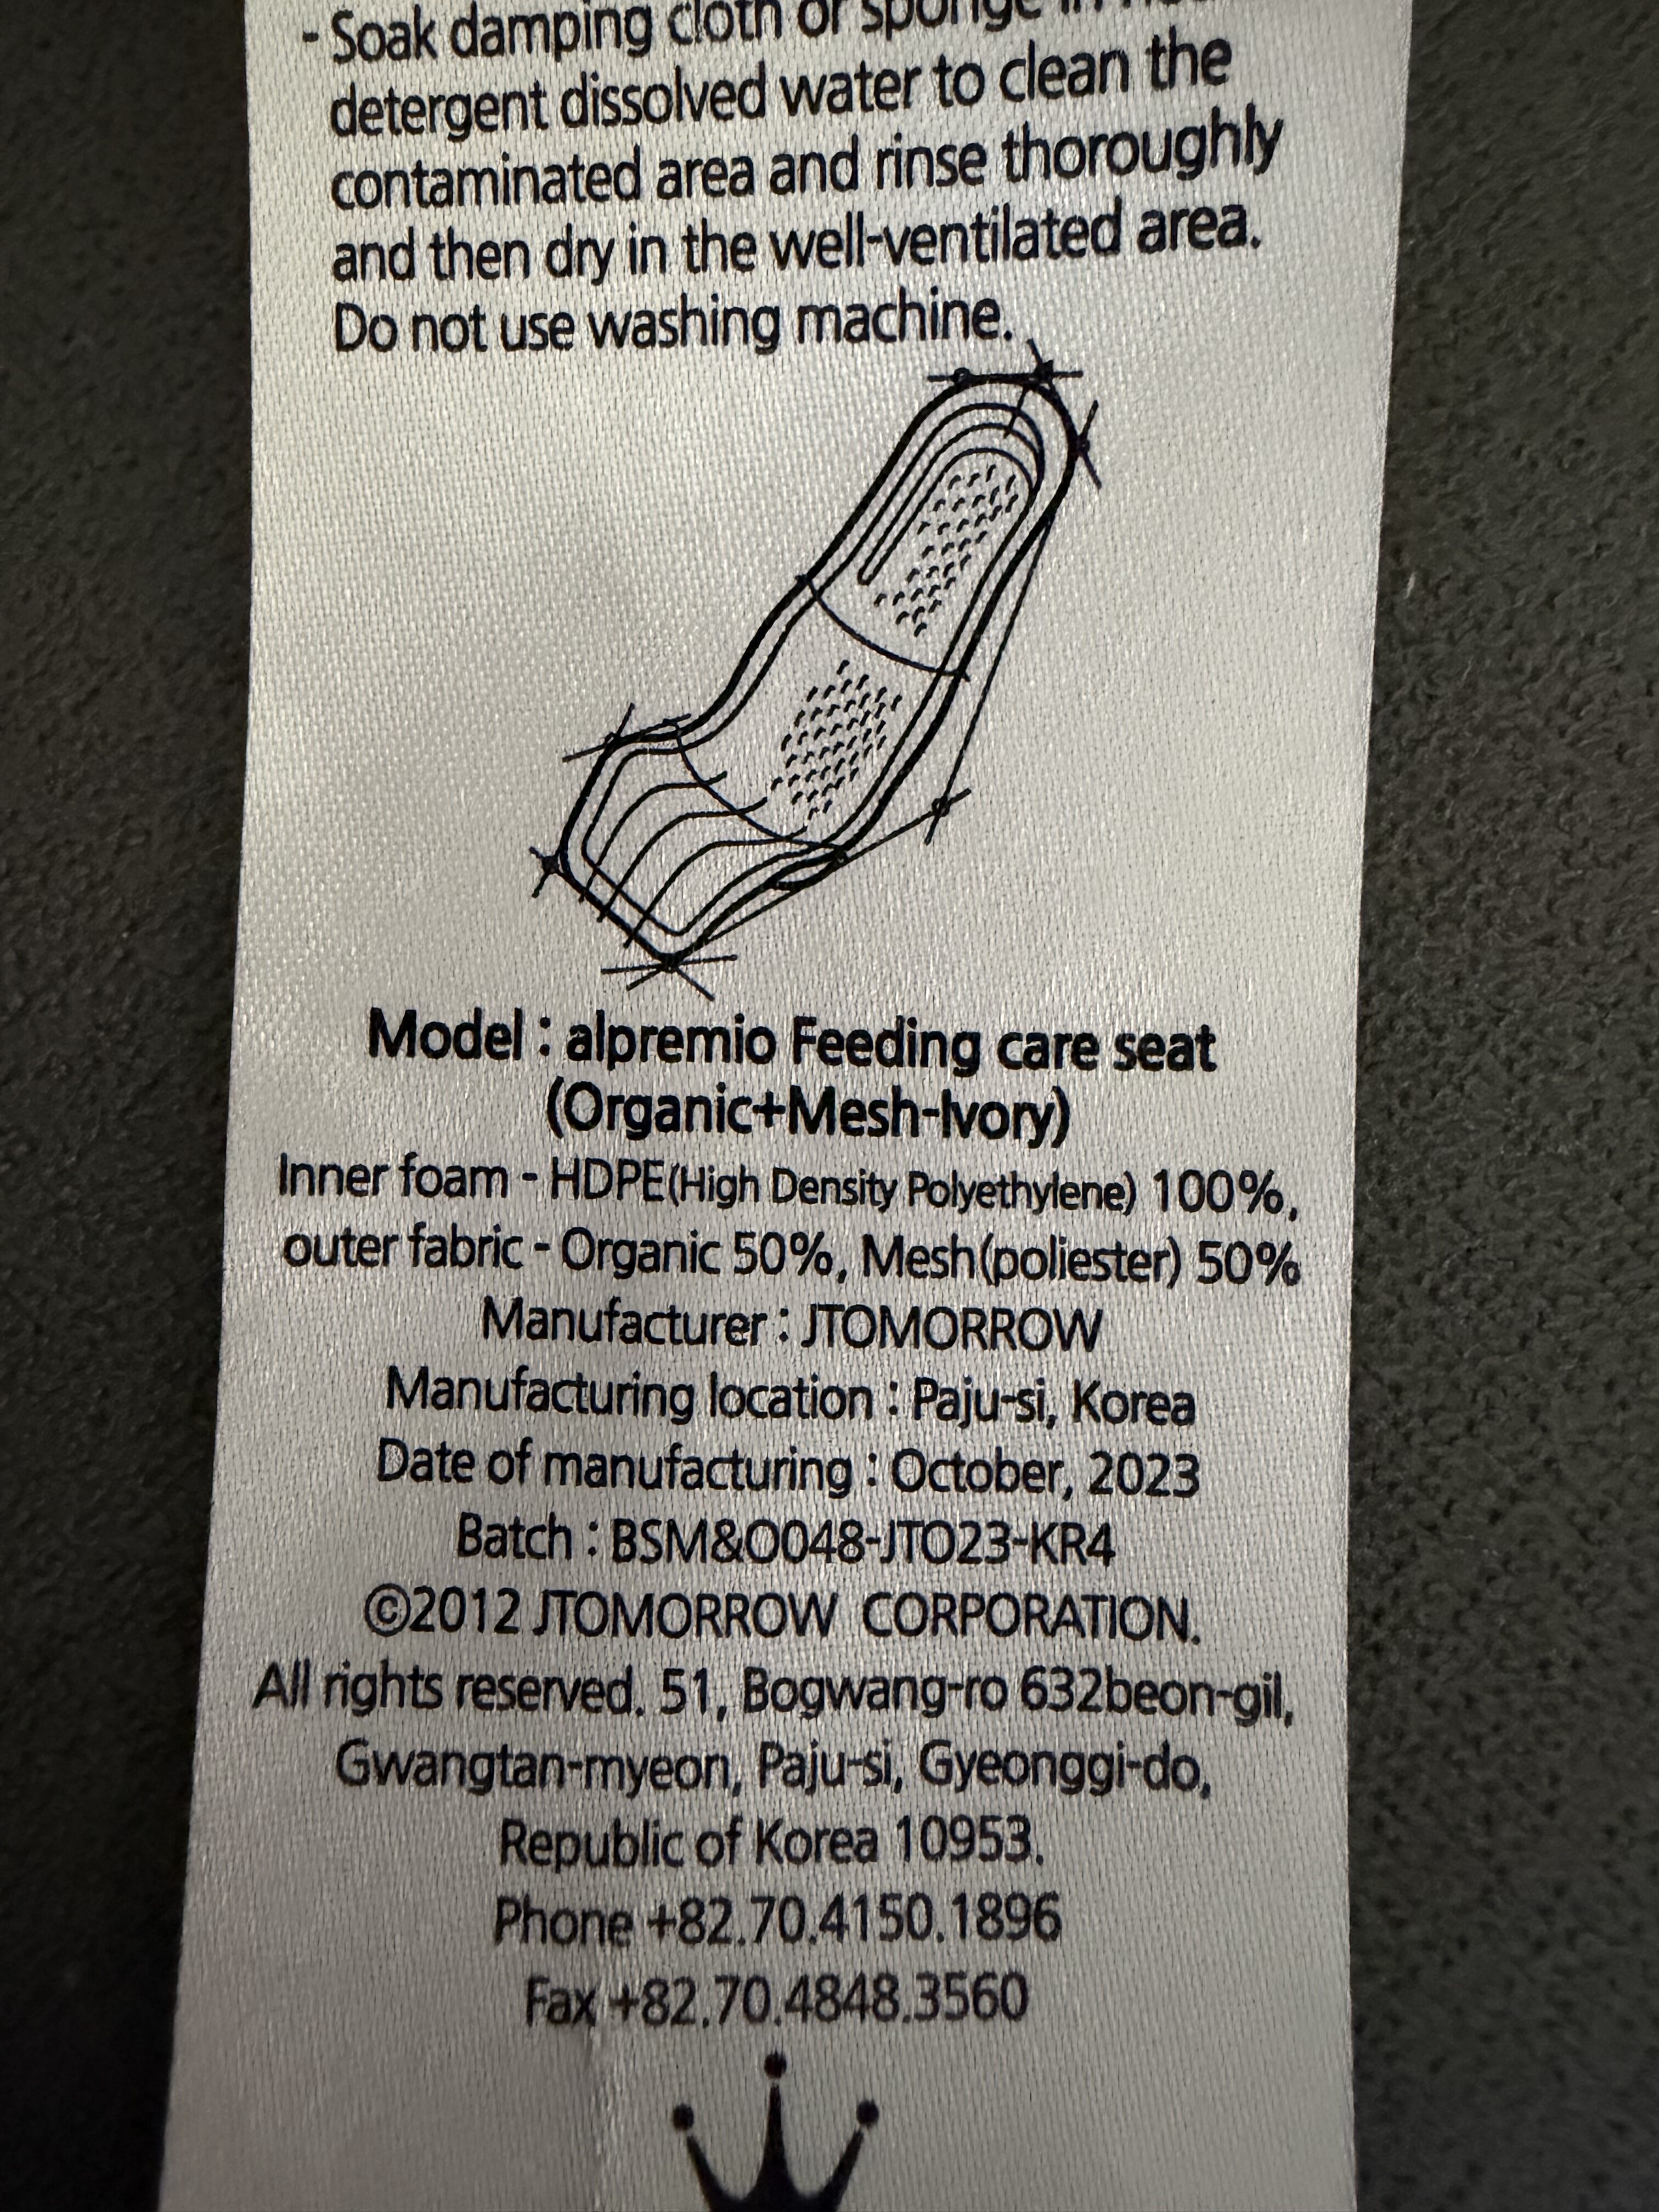 - Soak damping cloth or sponge in
detergent dissolved water to clean the
contaminated area and rinse thoroughly
and then dry in the well-ventilated area.
Do not use washing machine.
Model : alpremio Feeding care seat
(Organic+Mesh-Ivory)
Inner foam - HDPE(High Density Polyethylene) 100%,
outer fabric - Organic 50%, Mesh(poliester) 50%
Manufacturer : JTOMORROW
Manufacturing location : Paju-si, Korea
Date of manufacturing : October, 2023
Batch : BSM&O048-JTO23-KR4
©2012 JTOMORROW CORPORATION.
All rights reserved. 51, Bogwang-ro 632beon-gil,
Gwangtan-myeon, Paju-si, Gyeonggi-do,
Republic of Korea 10953.
Phone +82.70.4150.1896
Fax +82.70.4848.3560